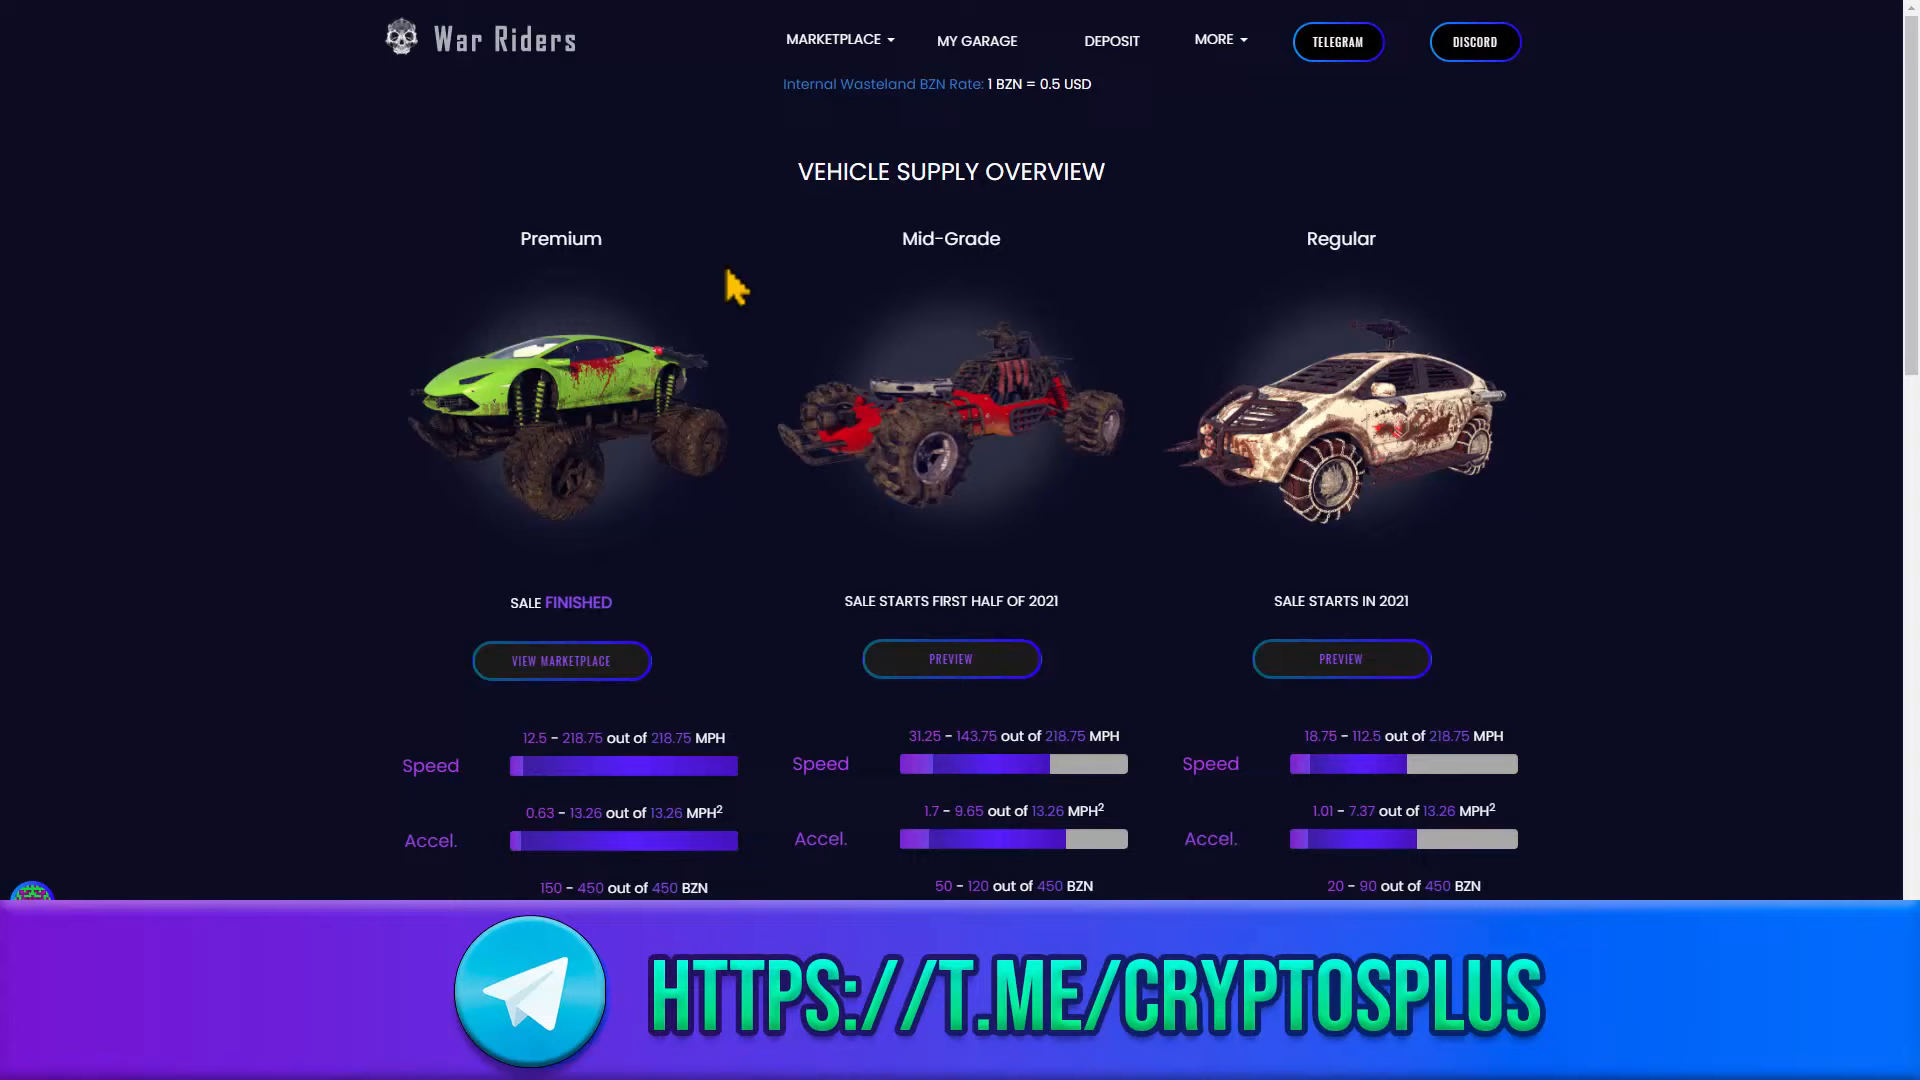 War Riders
MARKETPLACE
MY GARAGE
DEPOSIT
MORE
TELEGRAM
DISCORD
Internal Wasteland BZN Rate: 1 BZN = 0.5 USD
VEHICLE SUPPLY OVERVIEW
Premium
Mid-Grade
Regular
SALE FINISHED
SALE STARTS FIRST HALF OF 2021
SALE STARTS IN 2021
VIEW MARKETPLACE
PREVIEW
PREVIEW
12.5 - 218.75 out of 218.75 MPH
31.25 - 143.75 out of 218.75 MPH
18.75 - 112.5 out of 218.75 MPH
Speed
Speed
Speed
0.63 - 13.26 out of 13.26 MPH²
1.7 - 9.65 out of 13.26 MPH²
1.01 - 7.37 out of 13.26 MPH²
Accel.
Accel.
Accel.
150 - 450 out of 450 BZN
50 - 120 out of 450 BZN
20 - 90 out of 450 BZN
HTTPS://T.ME/CRYPTOSPLUS